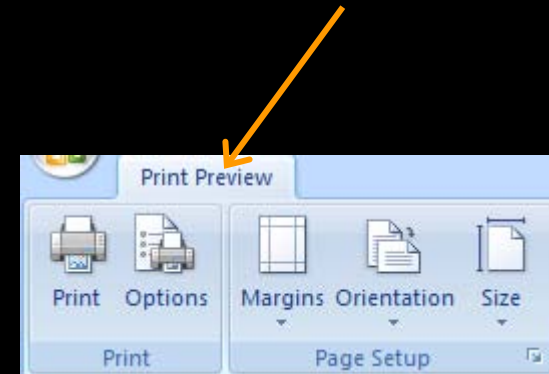 Print Preview
Print Options Margins Orientation Size
Print Page Setup